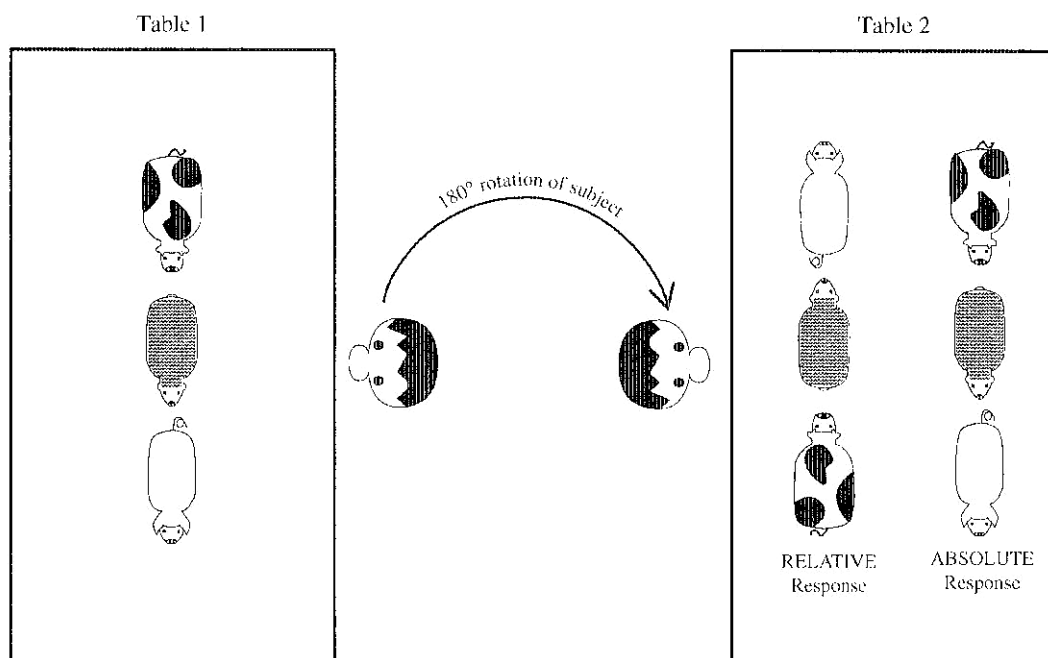 Table 1
Table 2
180° rotation of subject
RELATIVE
Response
ABSOLUTE
Response